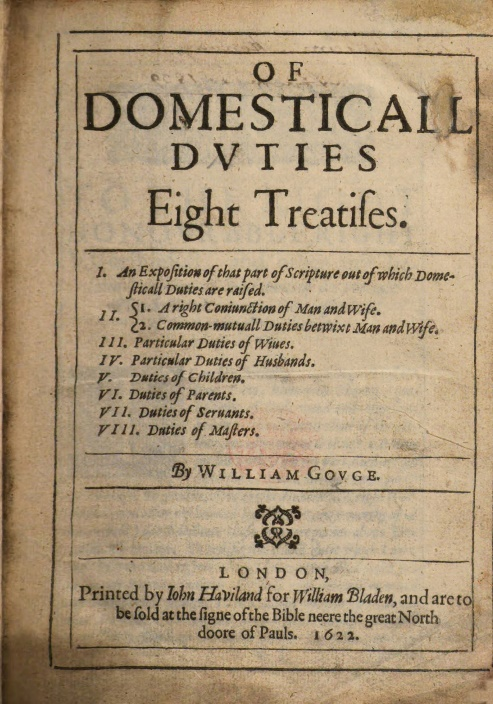 OF
DOMESTICALL
DVTIES
Eight Treatiſes.
I. An Expoſition of that part of Scripture out of which Dome-
ſticall Duties are raiſed.
II. {1. A right Coniunction of Man and Wife.
{2. Common-mutuall Duties betwixt Man and Wife.
III. Particular Duties of Wiues.
IV. Particular Duties of Husbands.
V. Duties of Children.
VI. Duties of Parents.
VII. Duties of Seruants.
VIII. Duties of Maſters.
By WILLIAM GOVGE.
LONDON,
Printed by Iohn Haviland for William Bladen, and are to
be ſold at the ſigne of the Bible neere the great North
doore of Pauls. 1622.